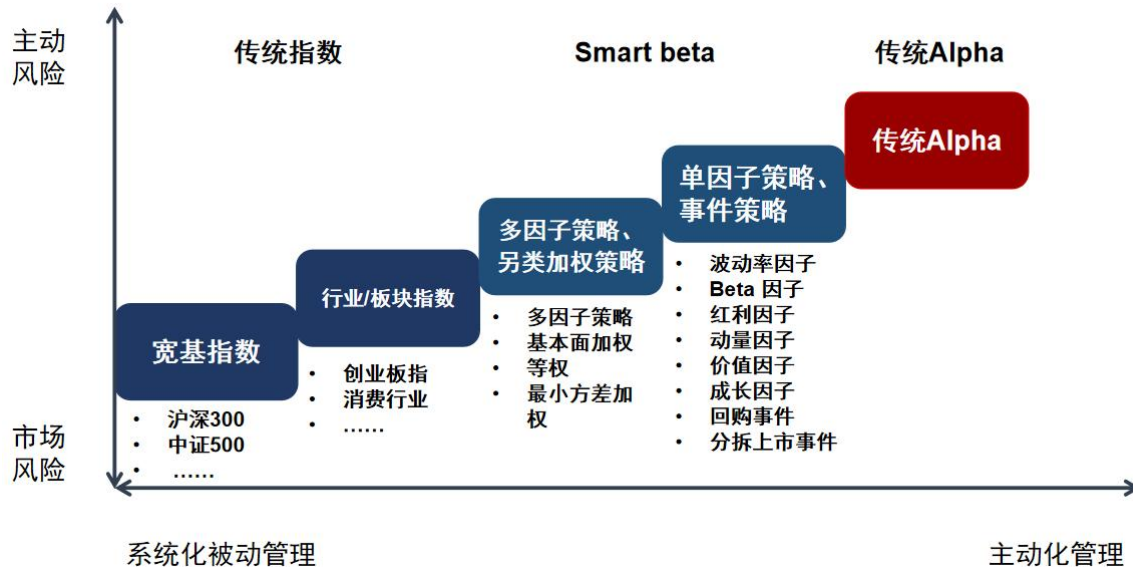 主动
风险
传统指数
Smart beta
传统Alpha
传统Alpha
单因子策略、
事件策略
多因子策略、
另类加权策略
行业/板块指数
宽基指数
• 波动率因子
• Beta 因子
• 红利因子
• 动量因子
• 价值因子
• 成长因子
• 回购事件
• 分拆上市事件
• 多因子策略
• 基本面加权
• 等权
• 最小方差加
权
• 创业板指
• 消费行业
• ……
• 沪深300
• 中证500
• ……
市场
风险
系统化被动管理
主动化管理